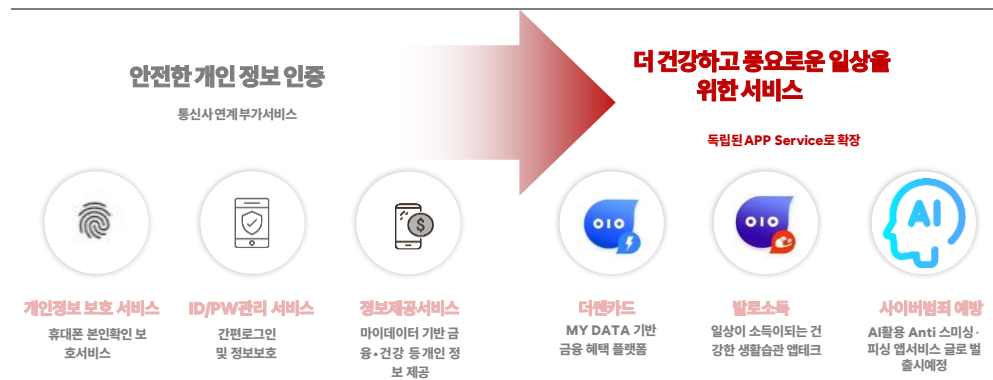 안전한 개인 정보 인증
통신사 연계 부가서비스
더 건강하고 풍요로운 일상을
위한 서비스
독립된 APP Service로 확장
$
OIO
OIO
AI
개인정보 보호 서비스
휴대폰 본인확인 보
호서비스
ID/PW관리 서비스
간편로그인
및 정보보호
정보제공서비스
마이데이터 기반 금
융·건강 등 개인 정
보 제공
더쎈카드
MY DATA 기반
금융 혜택 플랫폼
발로소득
일상이 소득이되는 건
강한 생활습관 앱테크
사이버범죄 예방
AI활용 Anti 스미싱·
피싱 앱서비스 글로벌
출시예정